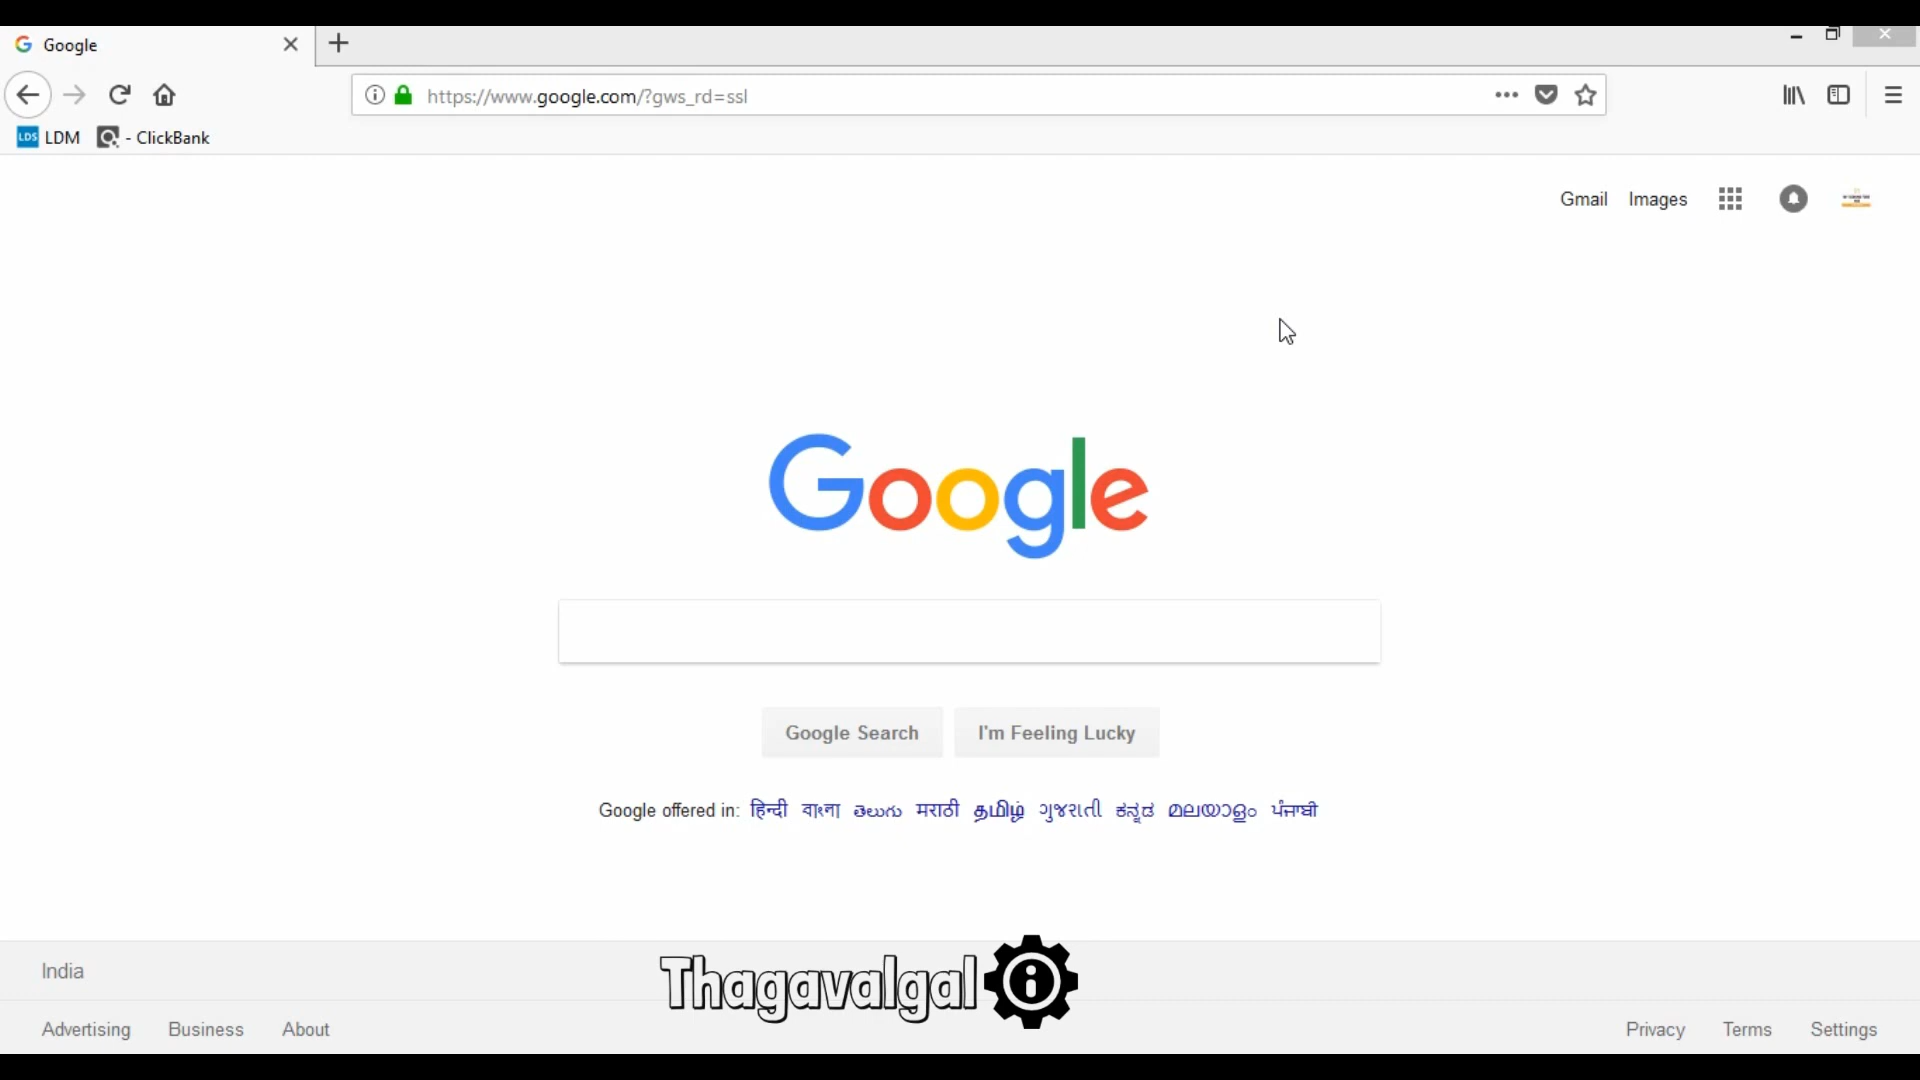 Google
https://www.google.com/?gws_rd=ssl
LDS LDM - ClickBank
Gmail Images
Google
Google Search I'm Feeling Lucky
Google offered in: हिन्दी বাংলা తెలుగు मराठी தமிழ் ગુજરાતી ಕನ್ನಡ മലയാളം ਪੰਜਾਬੀ
India
Thagavalgal i
Advertising Business About Privacy Terms Settings